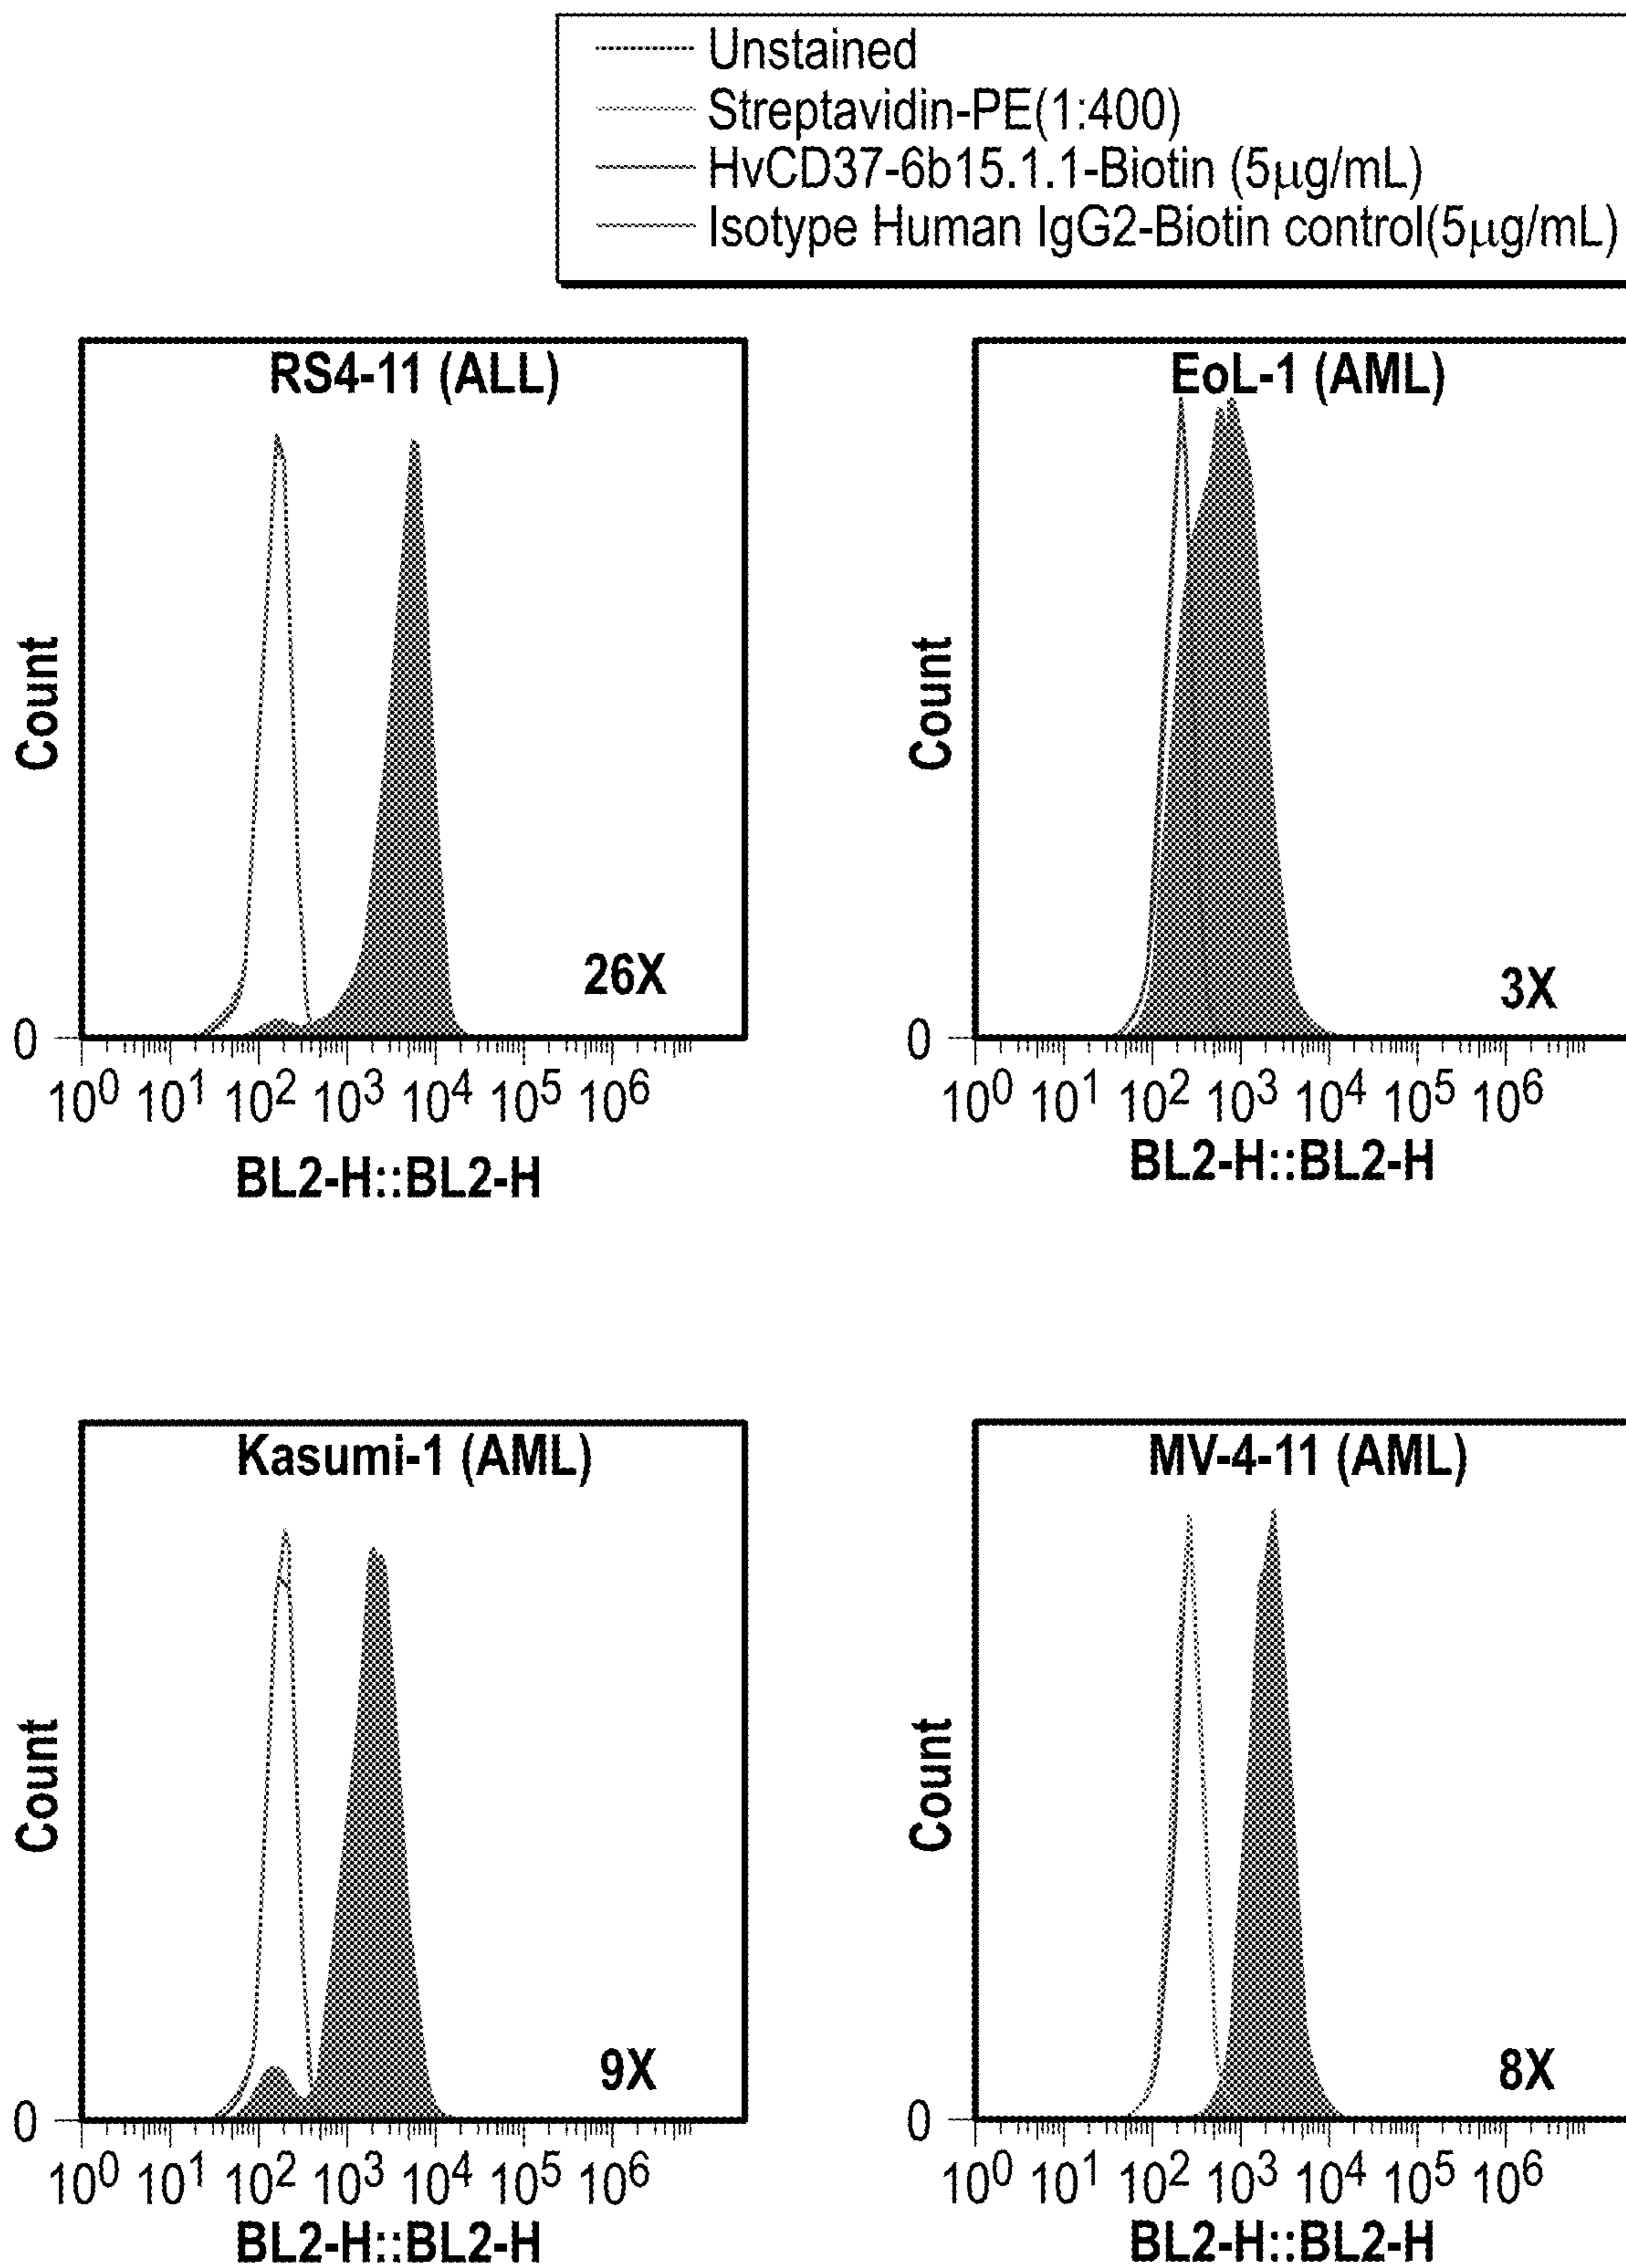 Unstained
Streptavidin-PE(1:400)
HvCD37-6b15.1.1-Biotin (5µg/mL)
Isotype Human IgG2-Biotin control(5µg/mL)
RS4-11 (ALL)
Count
26X
0
10⁰ 10¹ 10² 10³ 10⁴ 10⁵ 10⁶
BL2-H::BL2-H
EoL-1 (AML)
Count
3X
0
10⁰ 10¹ 10² 10³ 10⁴ 10⁵ 10⁶
BL2-H::BL2-H
Kasumi-1 (AML)
Count
9X
0
10⁰ 10¹ 10² 10³ 10⁴ 10⁵ 10⁶
BL2-H::BL2-H
MV-4-11 (AML)
Count
8X
0
10⁰ 10¹ 10² 10³ 10⁴ 10⁵ 10⁶
BL2-H::BL2-H